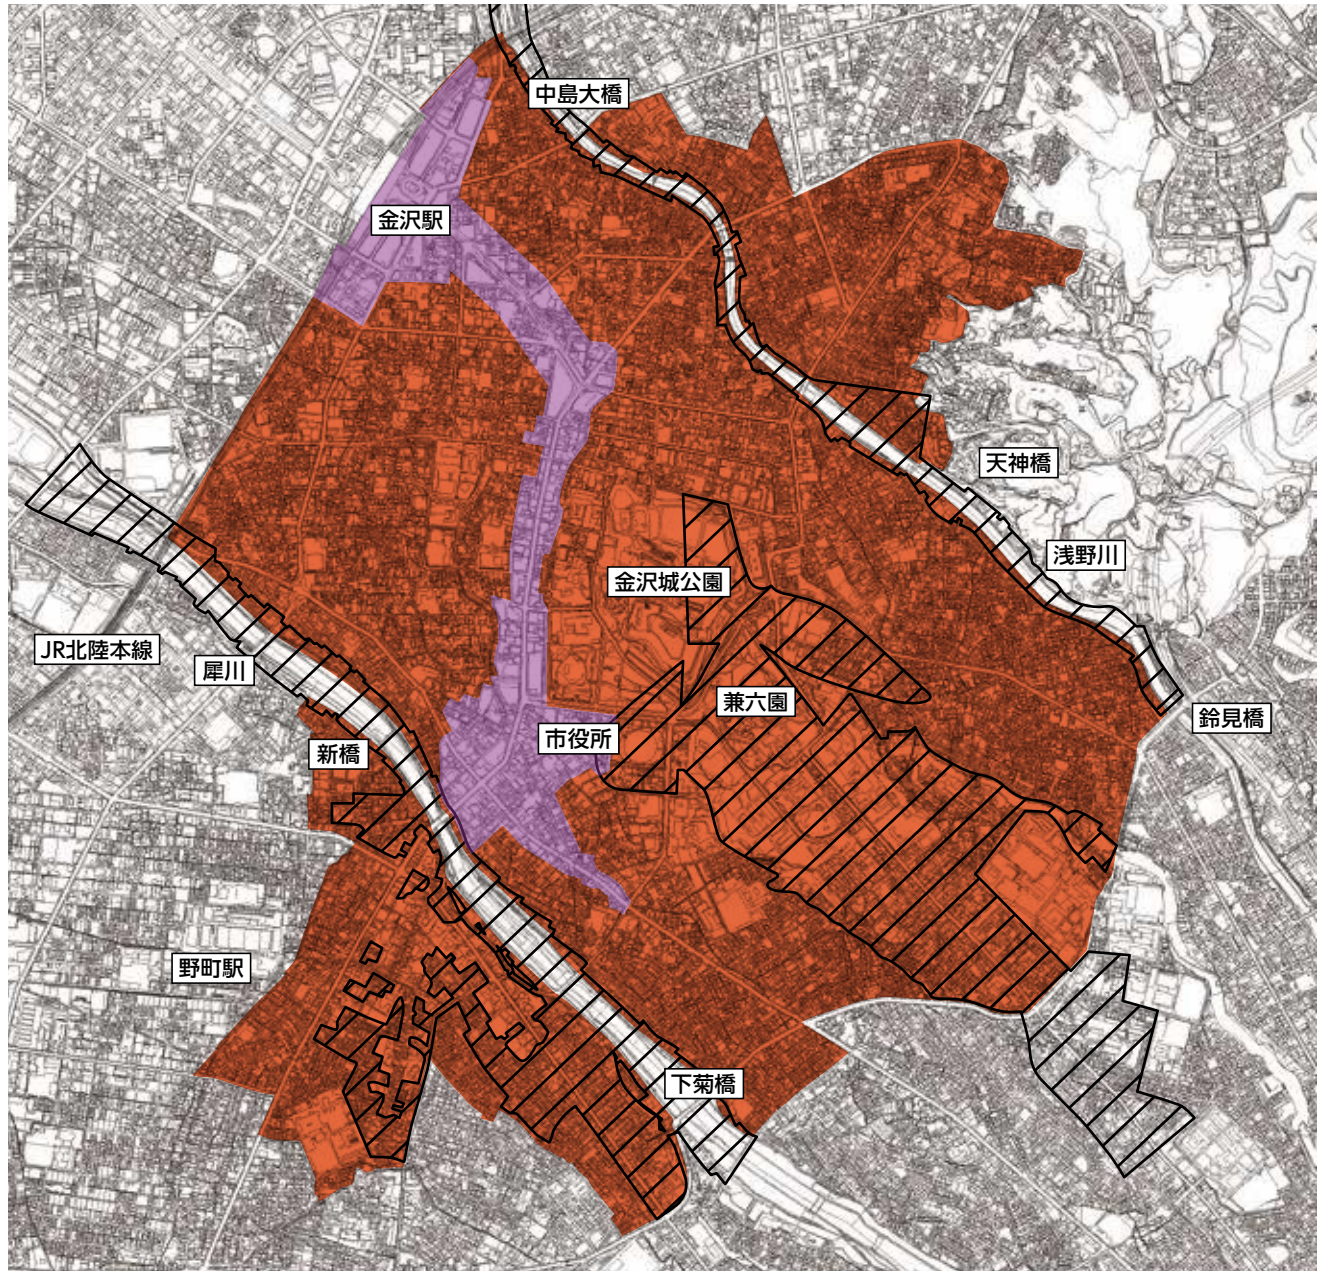 中島大橋
金沢駅
天神橋
浅野川
金沢城公園
JR北陸本線
犀川
兼六園
鈴見橋
市役所
新橋
野町駅
下菊橋